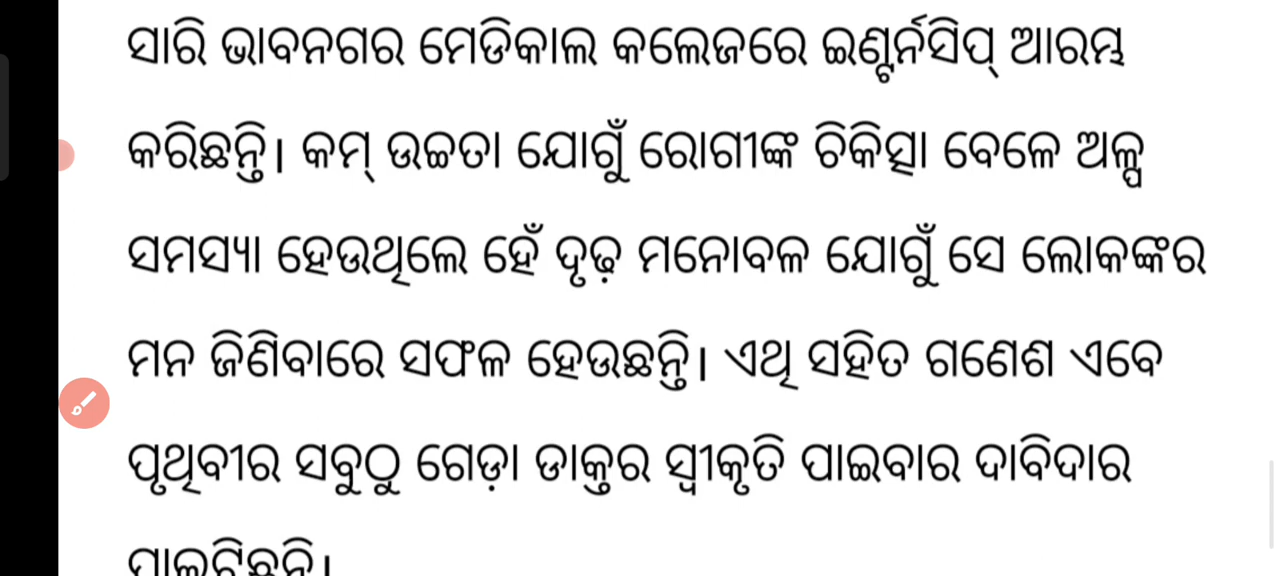 ସାରି ଭାବନଗର ମେଡିକାଲ କଲେଜରେ ଇଣ୍ଟର୍ନସିପ୍ ଆରମ୍ଭ
କରିଛନ୍ତି। କମ୍ ଉଚ୍ଚତା ଯୋଗୁଁ ରୋଗୀଙ୍କ ଚିକିତ୍ସା ବେଳେ ଅଳ୍ପ
ସମସ୍ୟା ହେଉଥିଲେ ହେଁ ଦୃଢ଼ ମନୋବଳ ଯୋଗୁଁ ସେ ଲୋକଙ୍କର
ମନ ଜିଣିବାରେ ସଫଳ ହେଉଛନ୍ତି। ଏଥି ସହିତ ଗଣେଶ ଏବେ
ପୃଥିବୀର ସବୁଠୁ ଗେଡ଼ା ଡାକ୍ତର ସ୍ୱୀକୃତି ପାଇବାର ଦାବିଦାର